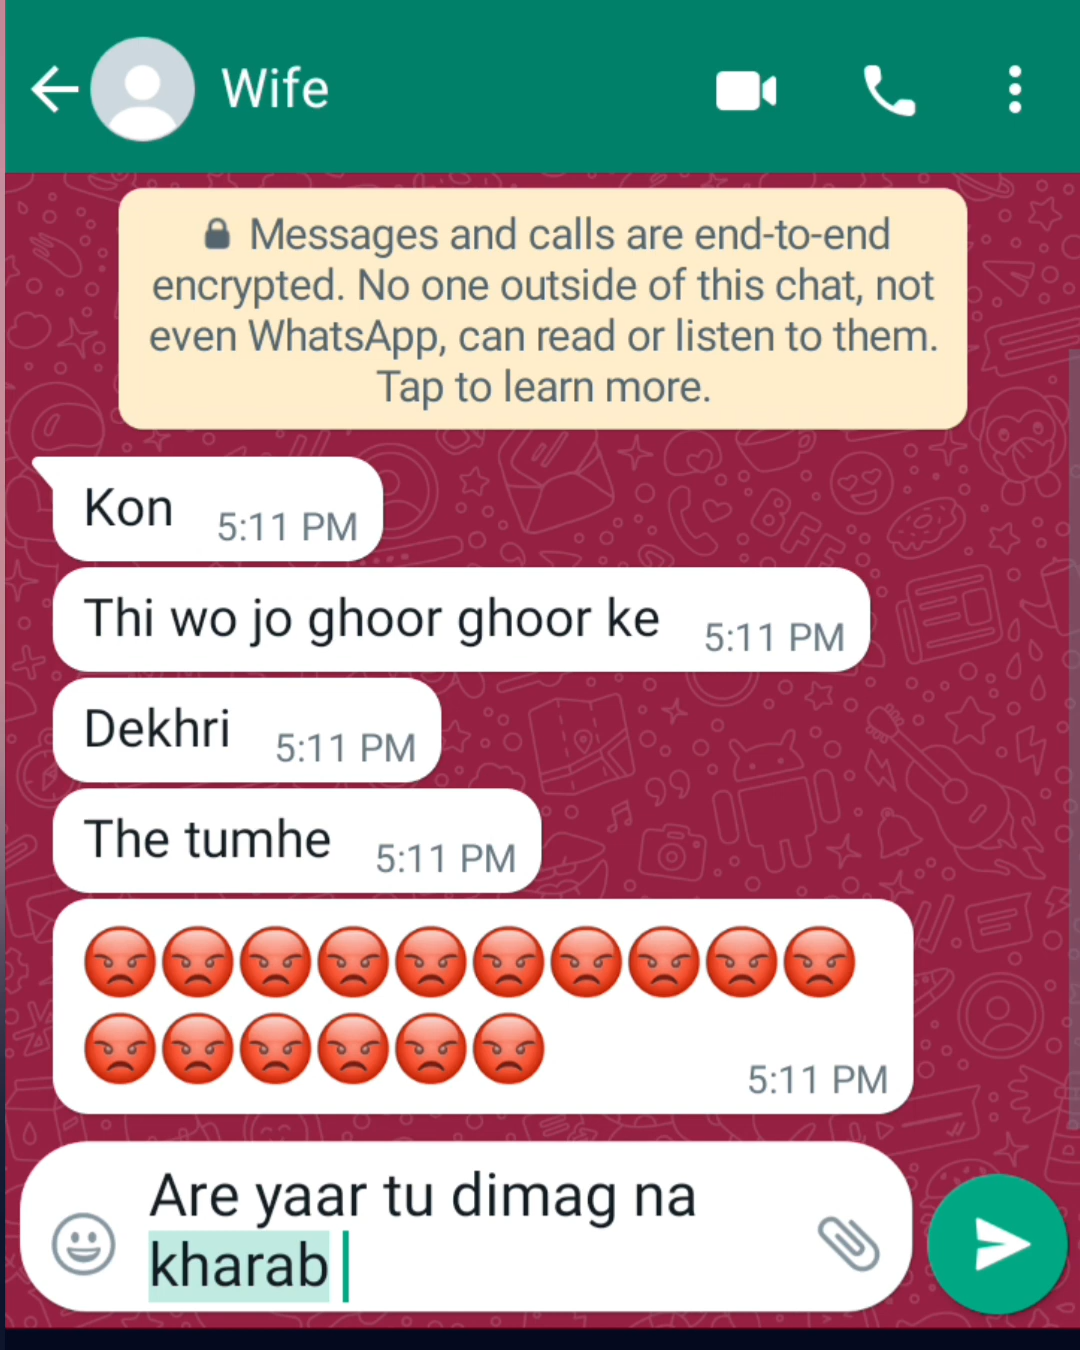 Wife
Messages and calls are end-to-end
encrypted. No one outside of this chat, not
even WhatsApp, can read or listen to them.
Tap to learn more.
Kon 5:11 PM
Thi wo jo ghoor ghoor ke 5:11 PM
Dekhri 5:11 PM
The tumhe 5:11 PM
😡😡😡😡😡😡😡😡😡😡
😡😡😡😡😡😡 5:11 PM
Are yaar tu dimag na
kharab